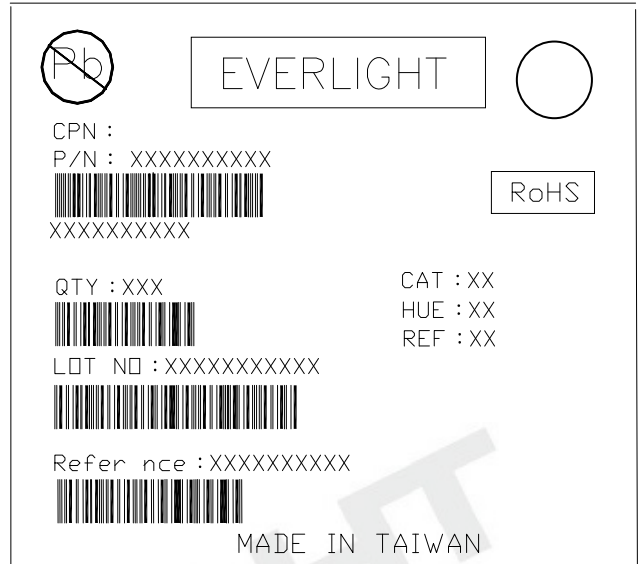 Pb
EVERLIGHT
CPN :
P/N : XXXXXXXXXX
RoHS
XXXXXXXXXX
QTY : XXX
CAT : XX
HUE : XX
REF : XX
LOT NO : XXXXXXXXXXX
Refer nce : XXXXXXXXXX
MADE IN TAIWAN